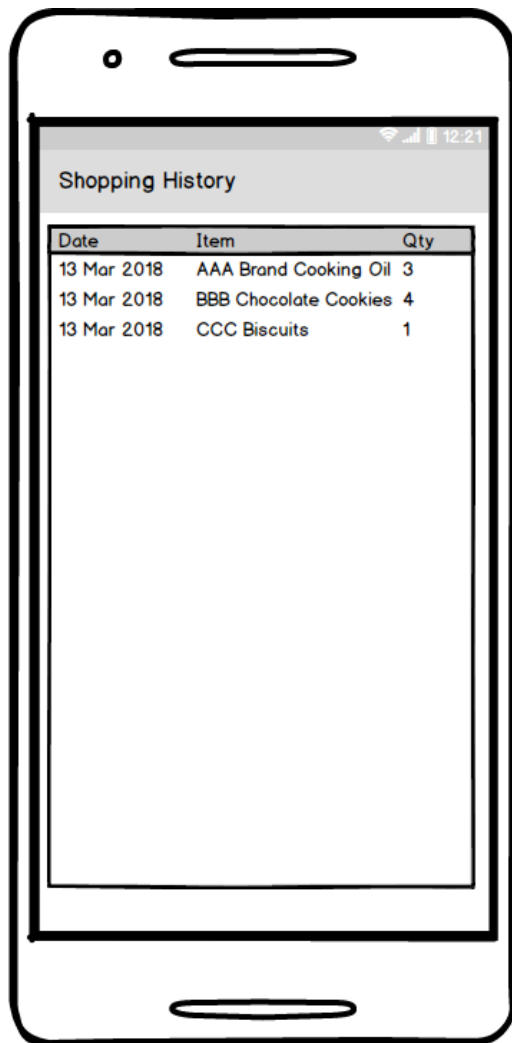 12:21
Shopping History
Date Item Qty
13 Mar 2018 AAA Brand Cooking Oil 3
13 Mar 2018 BBB Chocolate Cookies 4
13 Mar 2018 CCC Biscuits 1